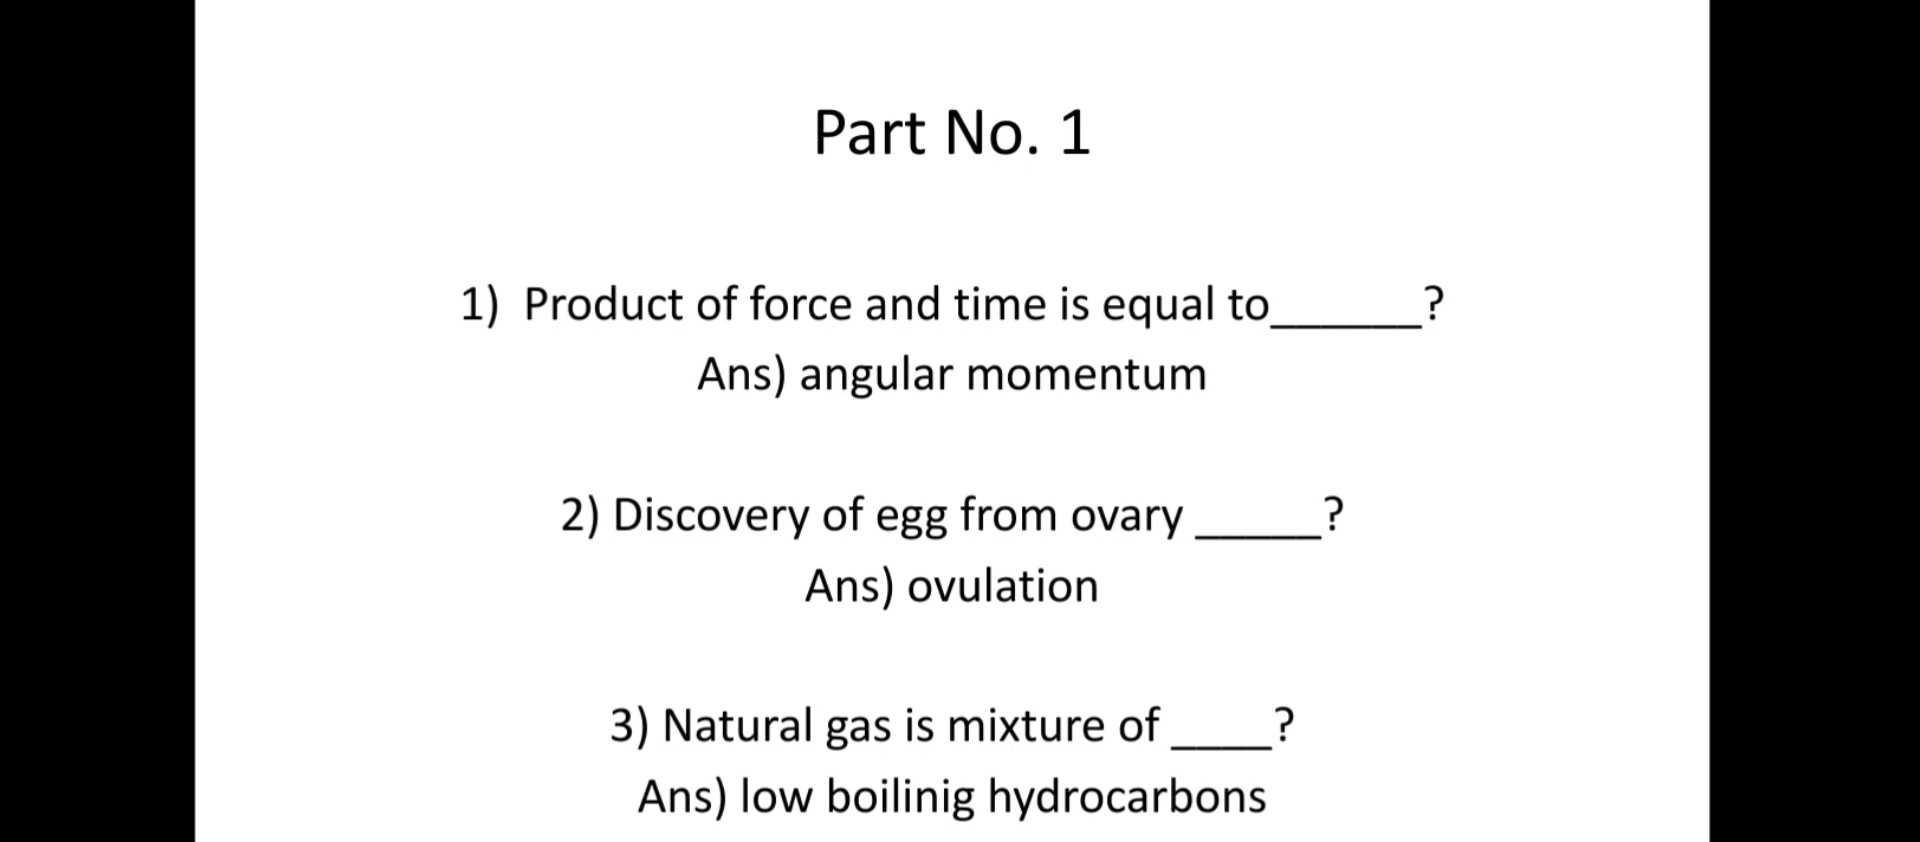 Part No. 1
1) Product of force and time is equal to______?
Ans) angular momentum
2) Discovery of egg from ovary _____?
Ans) ovulation
3) Natural gas is mixture of ____?
Ans) low boilinig hydrocarbons